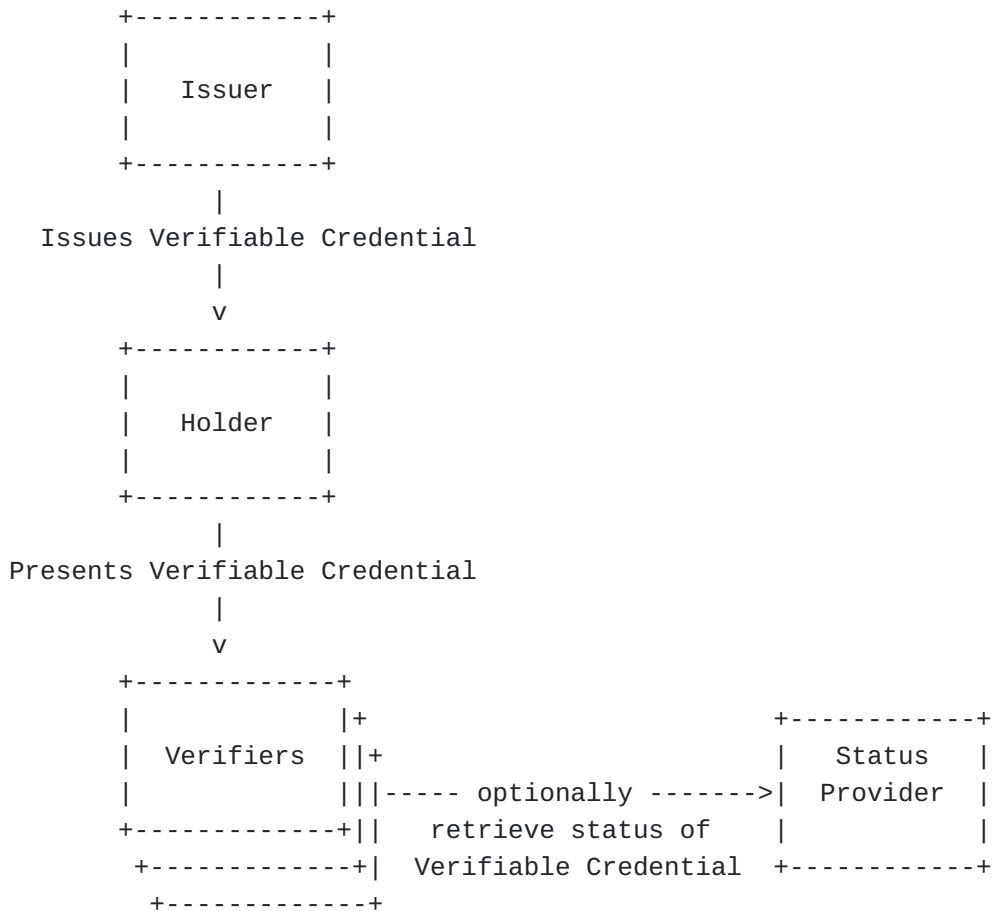 Issuer
Issues Verifiable Credential
Holder
Presents Verifiable Credential
Verifiers
Status
Provider
optionally
retrieve status of
Verifiable Credential